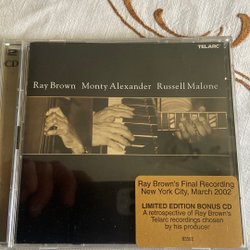 TELARC
CD
Ray Brown Monty Alexander Russell Malone
Ray Brown's Final Recording
New York City, March 2002
LIMITED EDITION BONUS CD
A retrospective of Ray Brown's
Telarc recordings chosen
by his producer